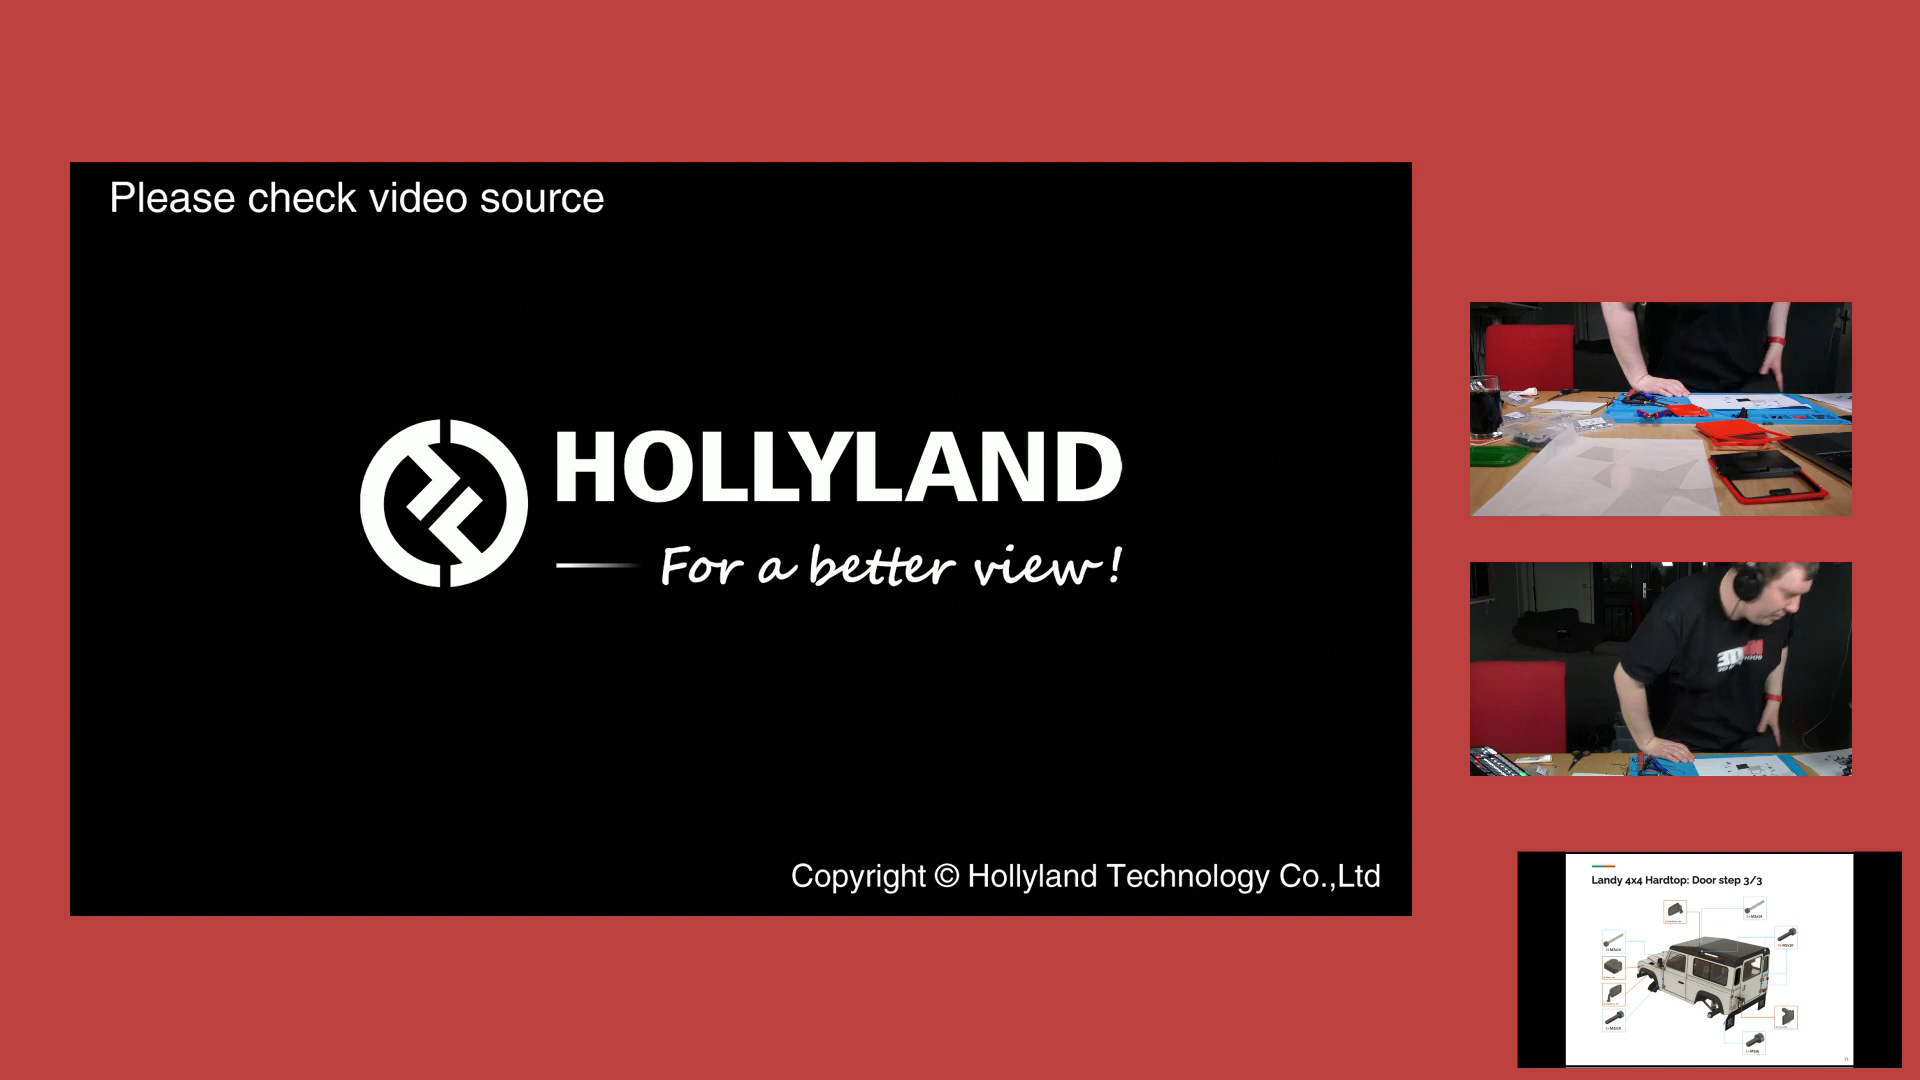 Please check video source
HOLLYLAND
For a better view!
Copyright © Hollyland Technology Co.,Ltd
Landy 4x4 Hardtop: Door step 3/3